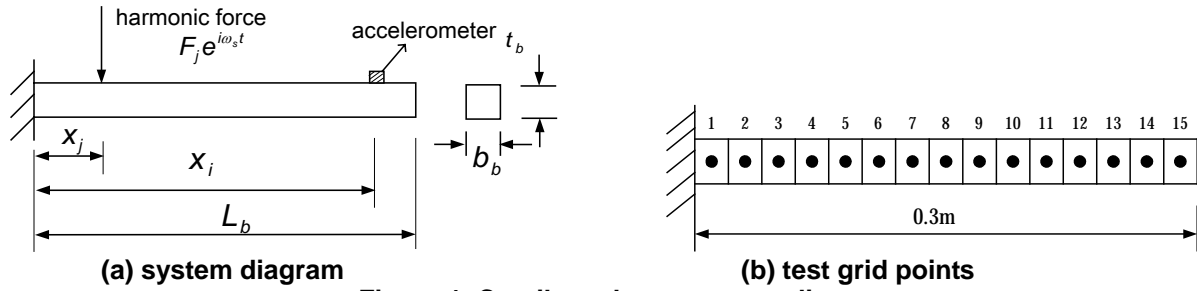 harmonic force
F_j e^{iω_s t}
accelerometer
t_b
x_j
x_i
b_b
L_b
(a) system diagram
1 2 3 4 5 6 7 8 9 10 11 12 13 14 15
0.3m
(b) test grid points